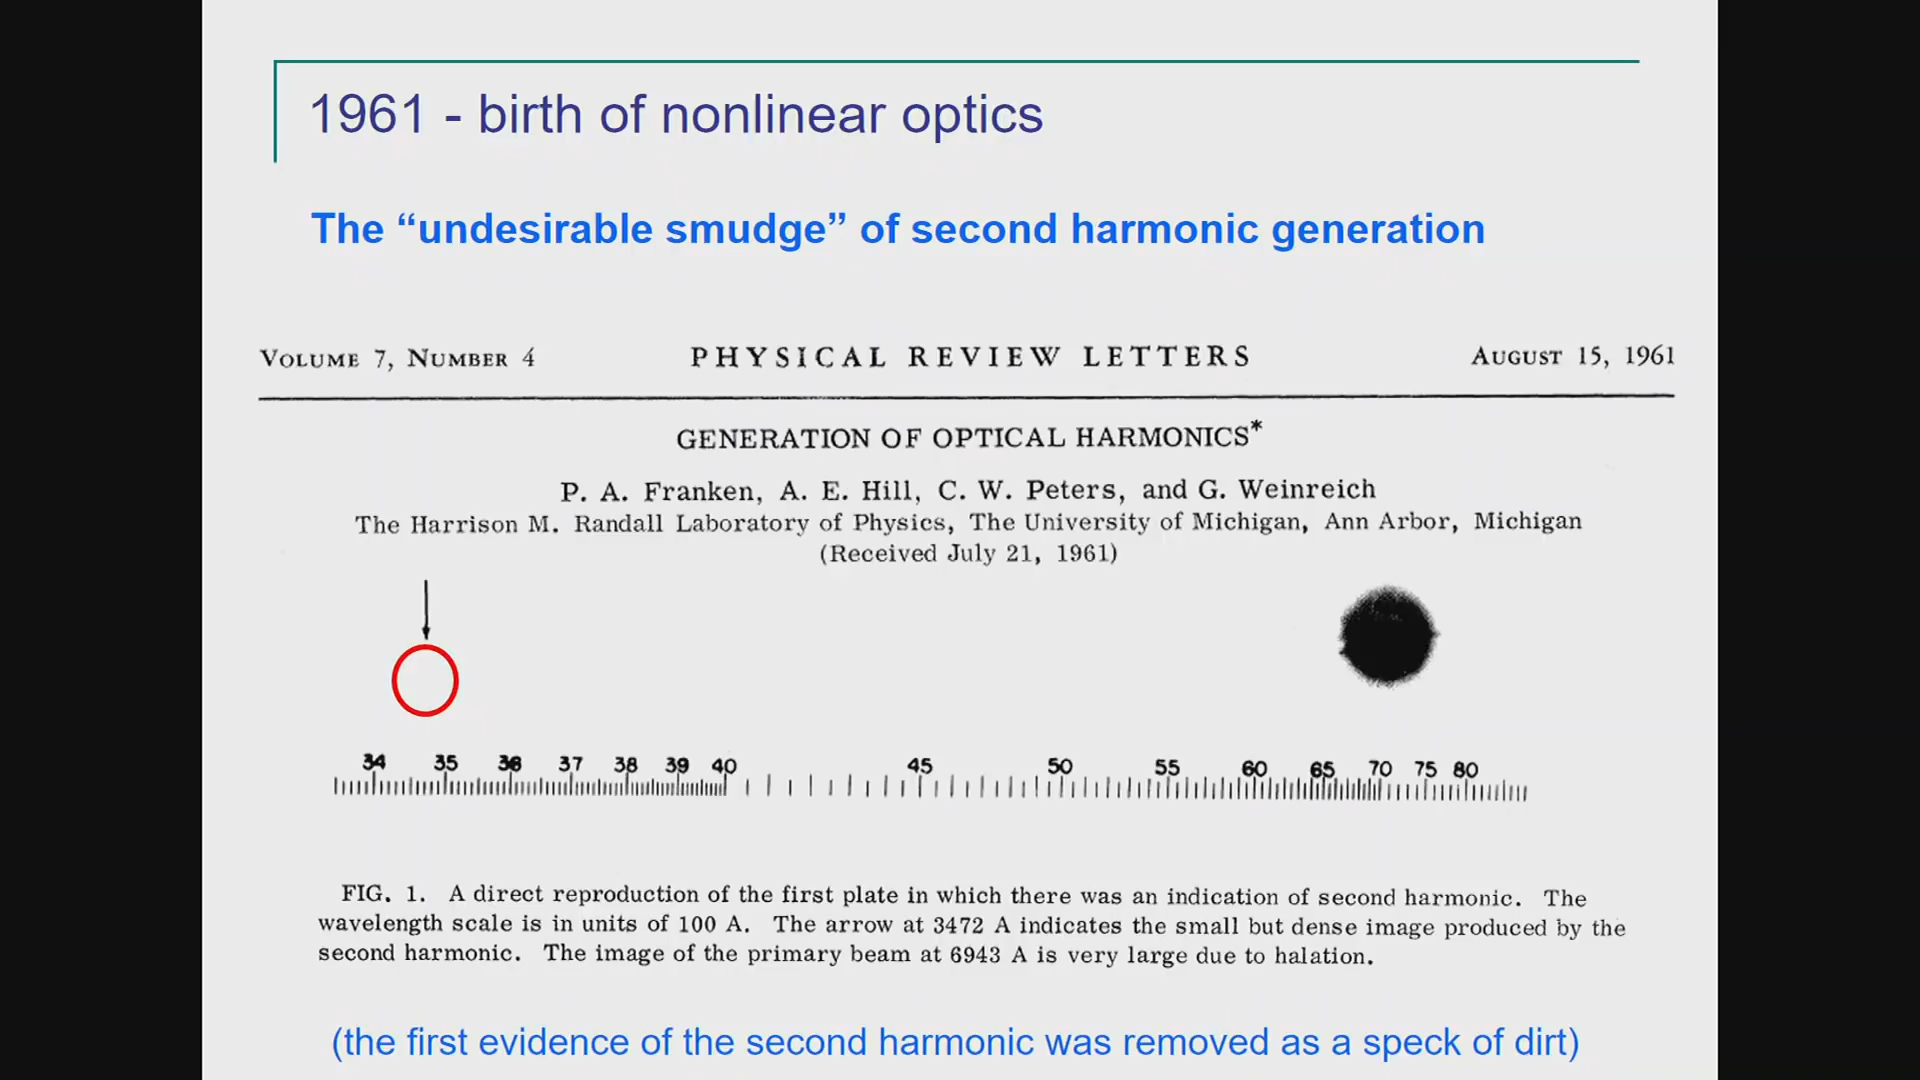 1961 - birth of nonlinear optics
The “undesirable smudge” of second harmonic generation
VOLUME 7, NUMBER 4 PHYSICAL REVIEW LETTERS AUGUST 15, 1961
GENERATION OF OPTICAL HARMONICS*
P. A. Franken, A. E. Hill, C. W. Peters, and G. Weinreich
The Harrison M. Randall Laboratory of Physics, The University of Michigan, Ann Arbor, Michigan
(Received July 21, 1961)
34 35 36 37 38 39 40 45 50 55 60 65 70 75 80
FIG. 1. A direct reproduction of the first plate in which there was an indication of second harmonic. The
wavelength scale is in units of 100 A. The arrow at 3472 A indicates the small but dense image produced by the
second harmonic. The image of the primary beam at 6943 A is very large due to halation.
(the first evidence of the second harmonic was removed as a speck of dirt)